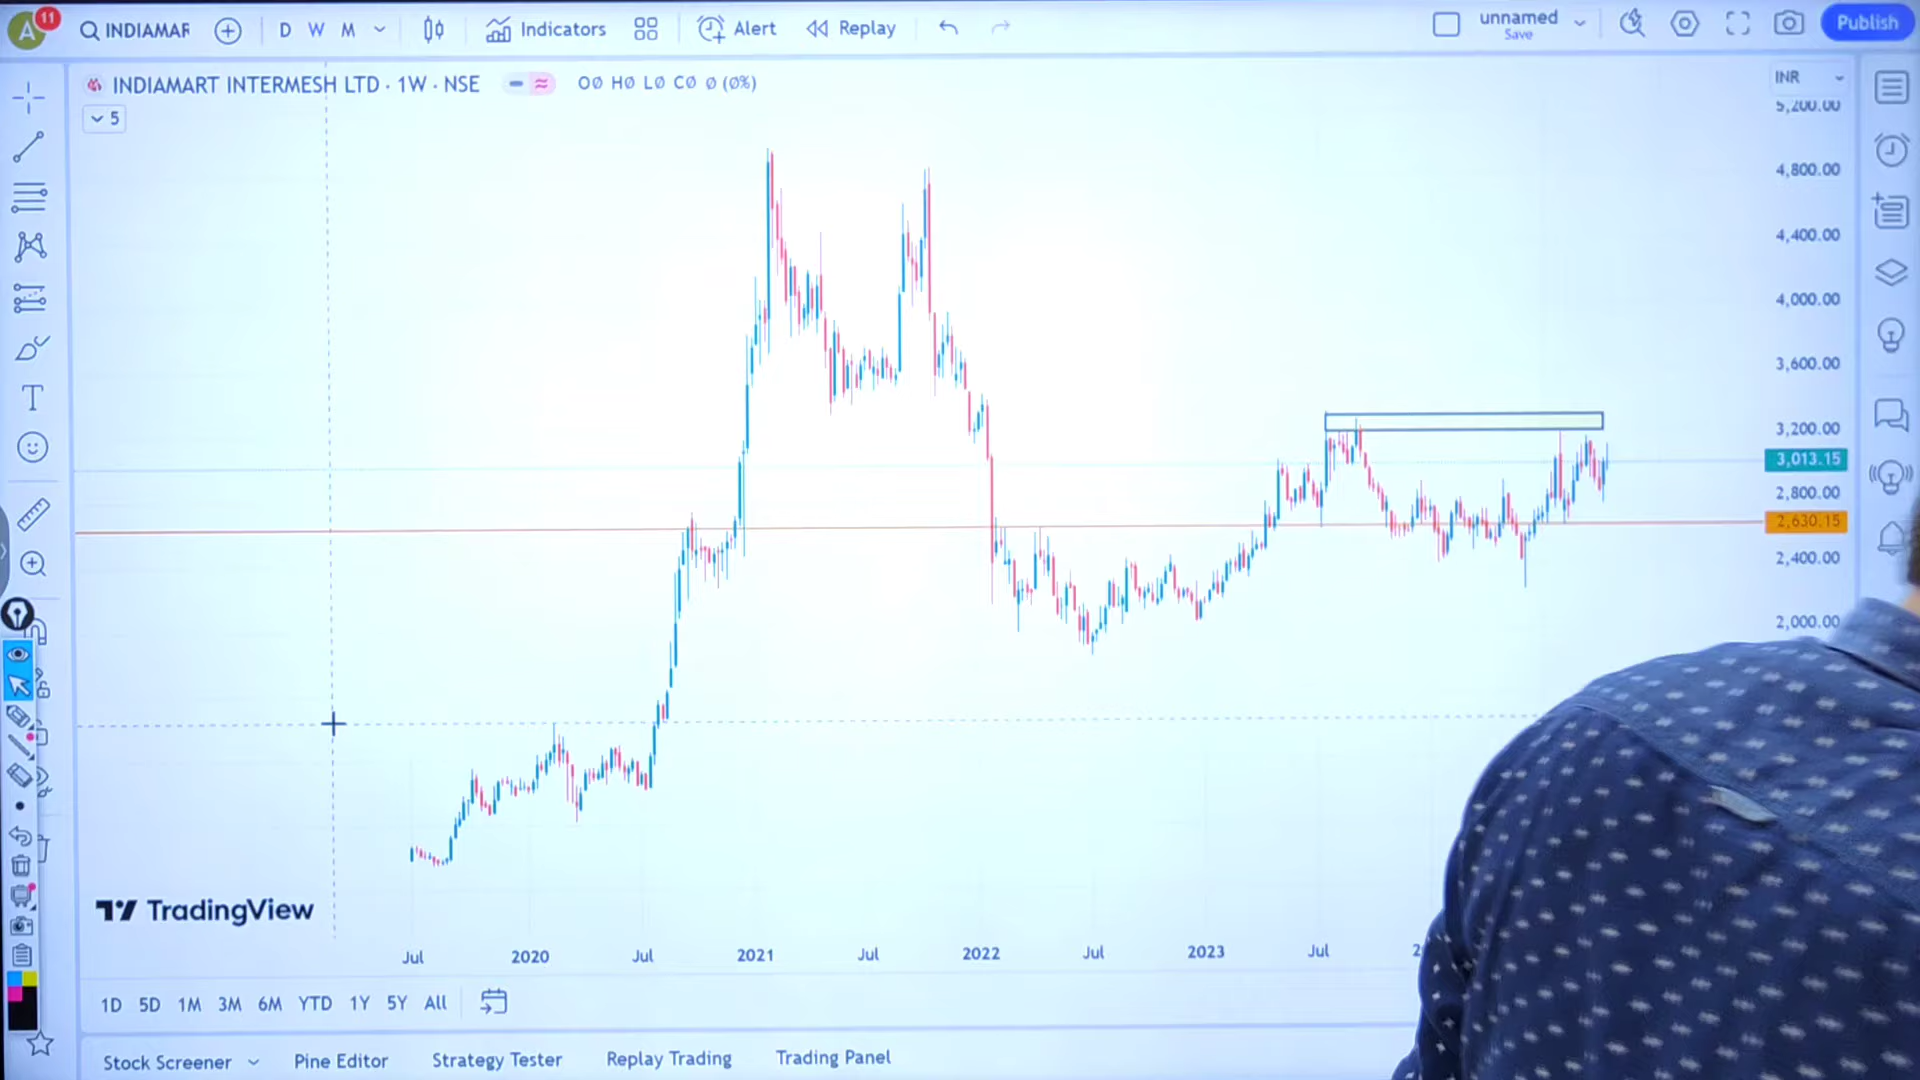 A 11 INDIAMAR D W M Indicators Alert Replay unnamed Save Publish
INDIAMART INTERMESH LTD · 1W · NSE O0 H0 L0 C0 0 (0%)
5
INR
5,200.00
4,800.00
4,400.00
4,000.00
3,600.00
3,200.00
3,013.15
2,800.00
2,630.15
2,400.00
2,000.00
TradingView
Jul 2020 Jul 2021 Jul 2022 Jul 2023 Jul
1D 5D 1M 3M 6M YTD 1Y 5Y All
Stock Screener Pine Editor Strategy Tester Replay Trading Trading Panel